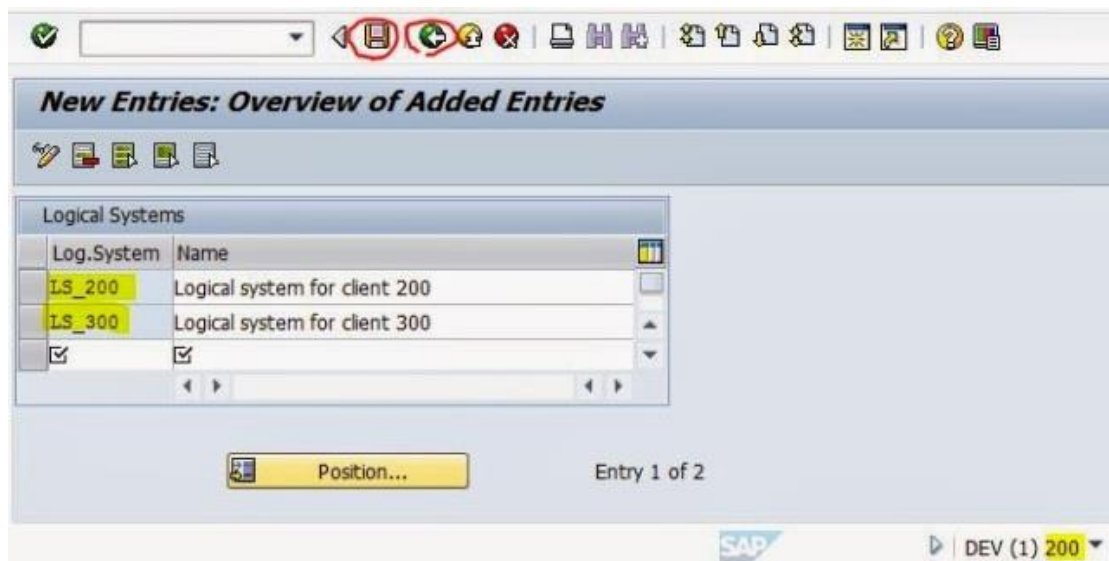 New Entries: Overview of Added Entries
Logical Systems
Log.System Name
LS_200 Logical system for client 200
LS_300 Logical system for client 300
Position... Entry 1 of 2
SAP DEV (1) 200